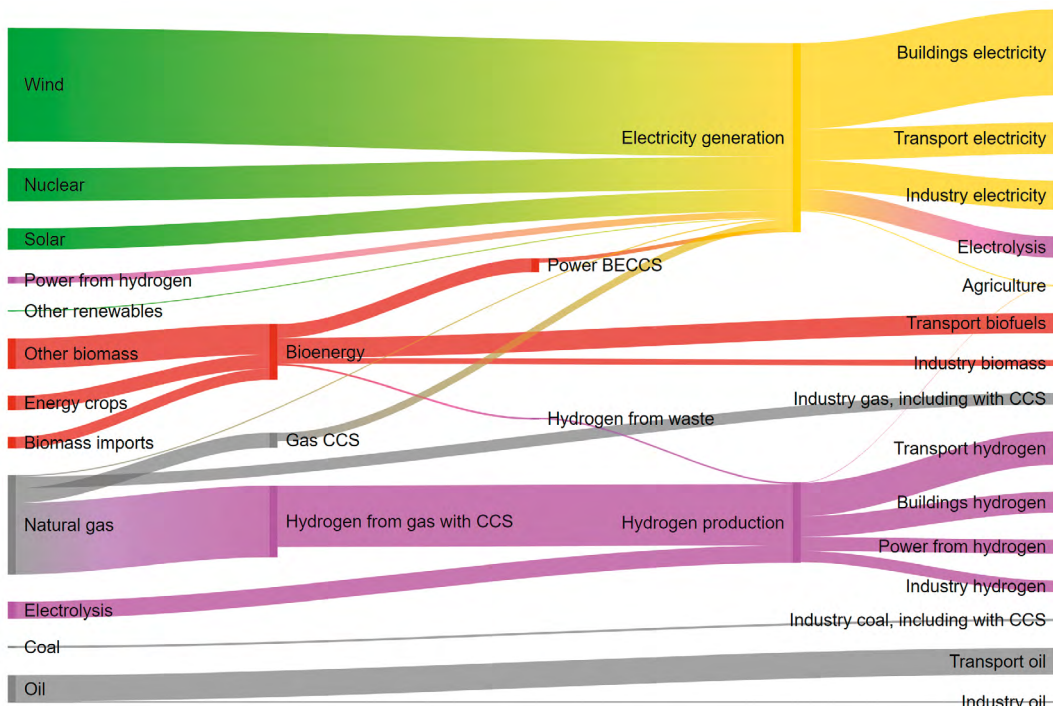 Wind
Nuclear
Solar
Power from hydrogen
Other renewables
Other biomass
Energy crops
Biomass imports
Natural gas
Electrolysis
Coal
Oil
Bioenergy
Gas CCS
Hydrogen from gas with CCS
Power BECCS
Hydrogen from waste
Electricity generation
Hydrogen production
Buildings electricity
Transport electricity
Industry electricity
Electrolysis
Agriculture
Transport biofuels
Industry biomass
Industry gas, including with CCS
Transport hydrogen
Buildings hydrogen
Power from hydrogen
Industry hydrogen
Industry coal, including with CCS
Transport oil
Industry oil